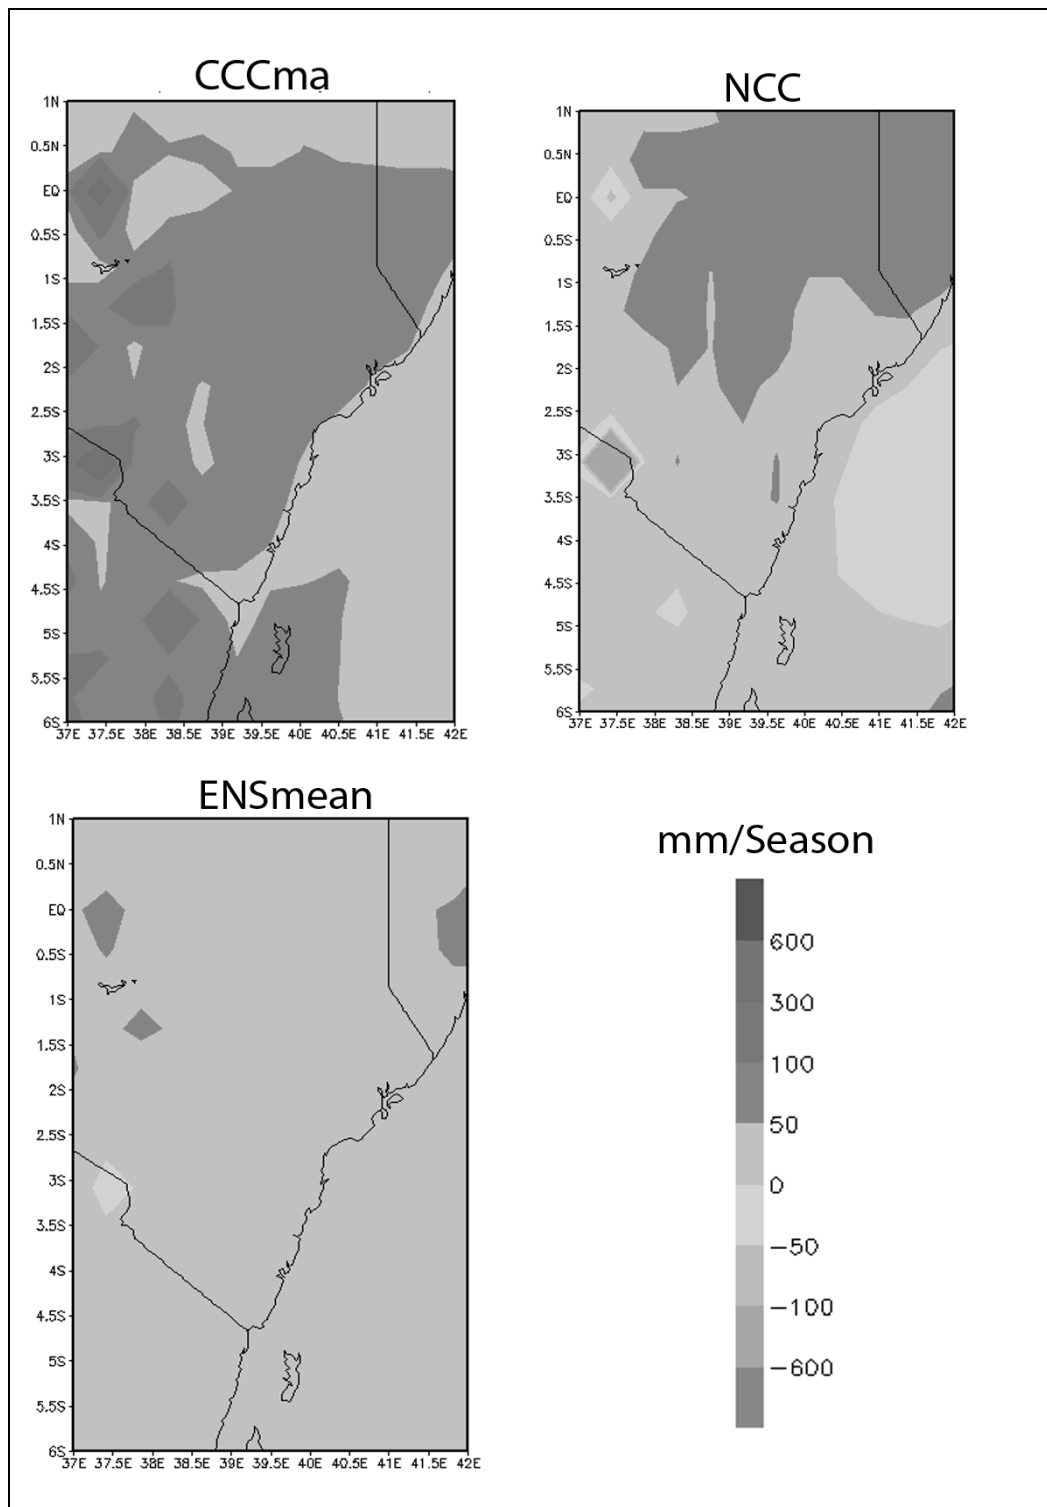 CCCma
1N
0.5N
EQ
0.5S
1S
1.5S
2S
2.5S
3S
3.5S
4S
4.5S
5S
5.5S
6S
37E 37.5E 38E 38.5E 39E 39.5E 40E 40.5E 41E 41.5E 42E
NCC
1N
0.5N
EQ
0.5S
1S
1.5S
2S
2.5S
3S
3.5S
4S
4.5S
5S
5.5S
6S
37E 37.5E 38E 38.5E 39E 39.5E 40E 40.5E 41E 41.5E 42E
ENSmean
1N
0.5N
EQ
0.5S
1S
1.5S
2S
2.5S
3S
3.5S
4S
4.5S
5S
5.5S
6S
37E 37.5E 38E 38.5E 39E 39.5E 40E 40.5E 41E 41.5E 42E
mm/Season
600
300
100
50
0
−50
−100
−600